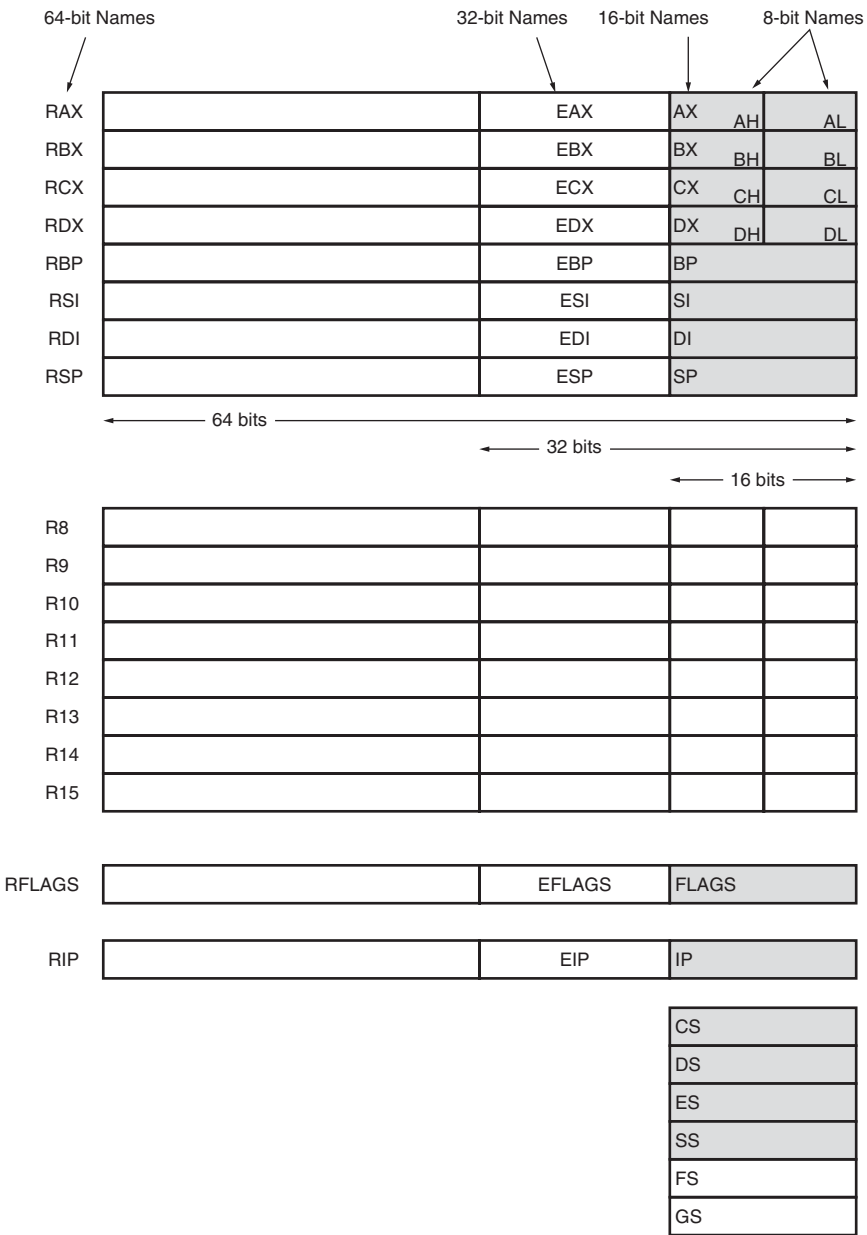 64-bit Names 32-bit Names 16-bit Names 8-bit Names
RAX EAX AX AH AL
RBX EBX BX BH BL
RCX ECX CX CH CL
RDX EDX DX DH DL
RBP EBP BP
RSI ESI SI
RDI EDI DI
RSP ESP SP
64 bits
32 bits
16 bits
R8
R9
R10
R11
R12
R13
R14
R15
RFLAGS EFLAGS FLAGS
RIP EIP IP
CS
DS
ES
SS
FS
GS